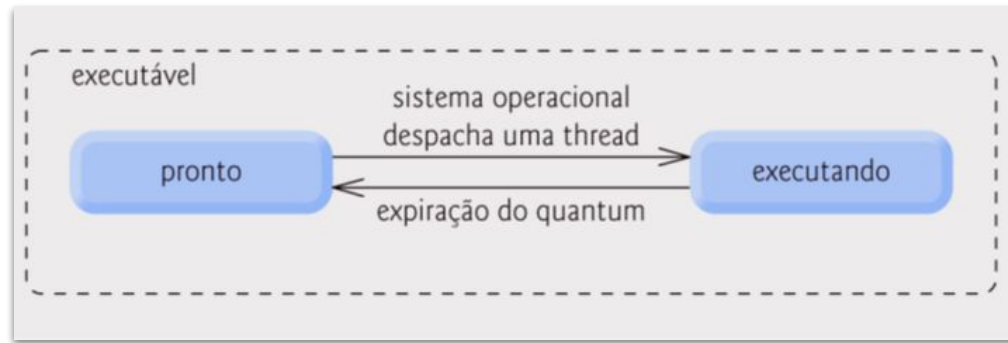 executável
sistema operacional
despacha uma thread
pronto
executando
expiração do quantum